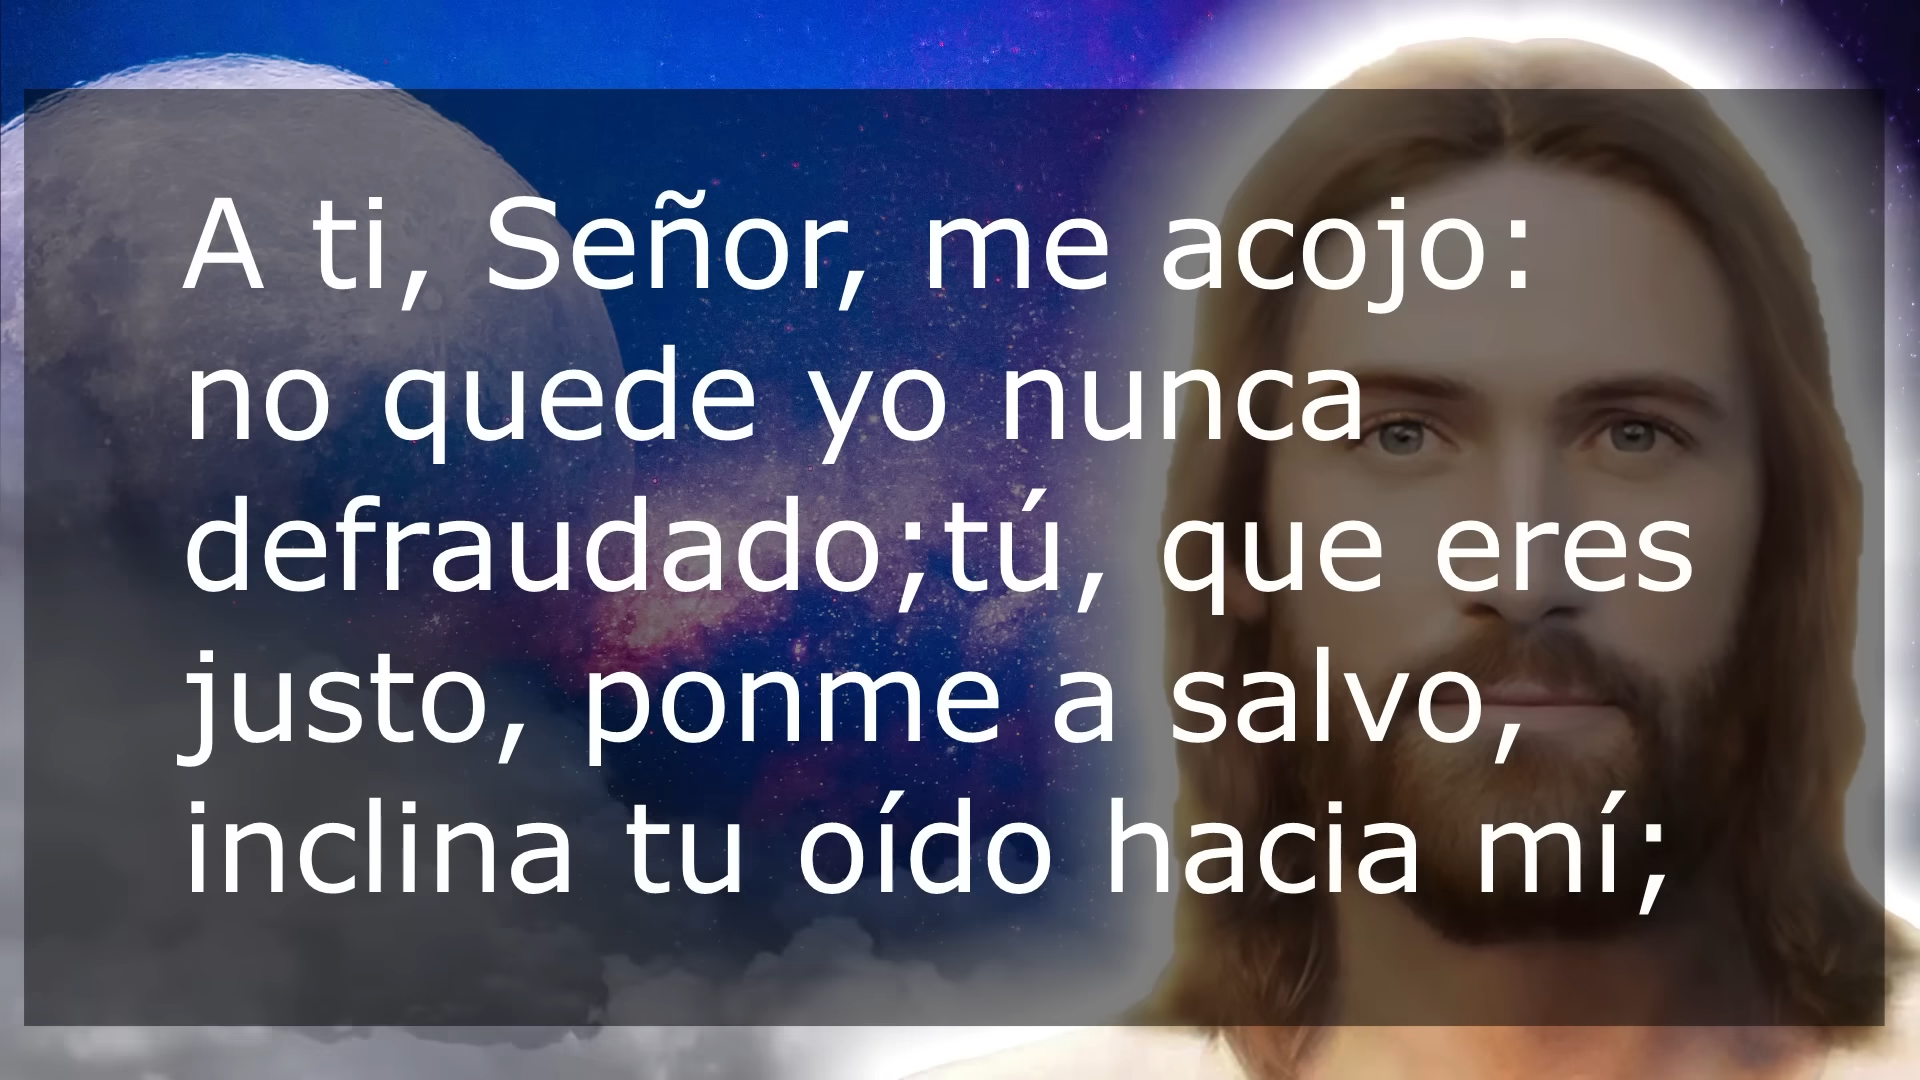 A ti, Señor, me acojo:
no quede yo nunca
defraudado;tú, que eres
justo, ponme a salvo,
inclina tu oído hacia mí;